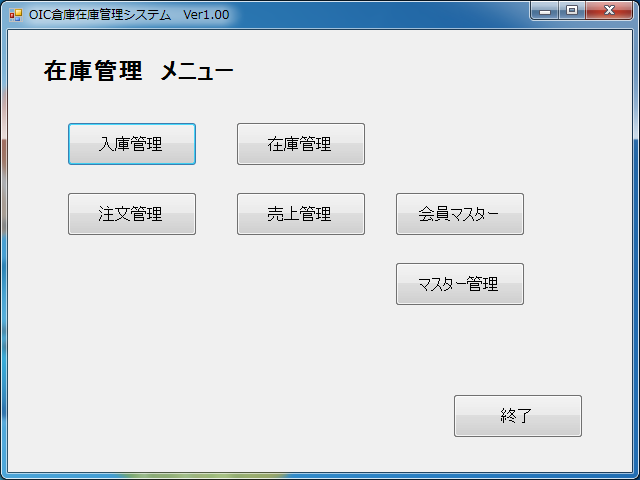 OIC倉庫在庫管理システム　Ver1.00
在庫管理　メニュー
入庫管理
在庫管理
注文管理
売上管理
会員マスター
マスター管理
終了